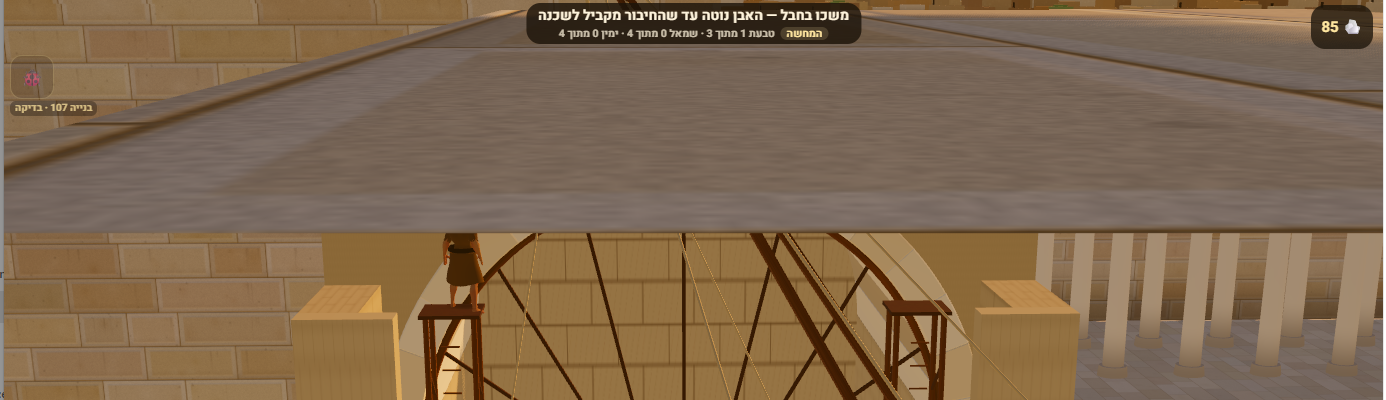 משכו בחבל — האבן נוטה עד שהחיבור מקביל לשכנה
המחשה טבעת 1 מתוך 3 · שמאל 0 מתוך 4 · ימין 0 מתוך 4
85
בנייה 107 · בדיקה